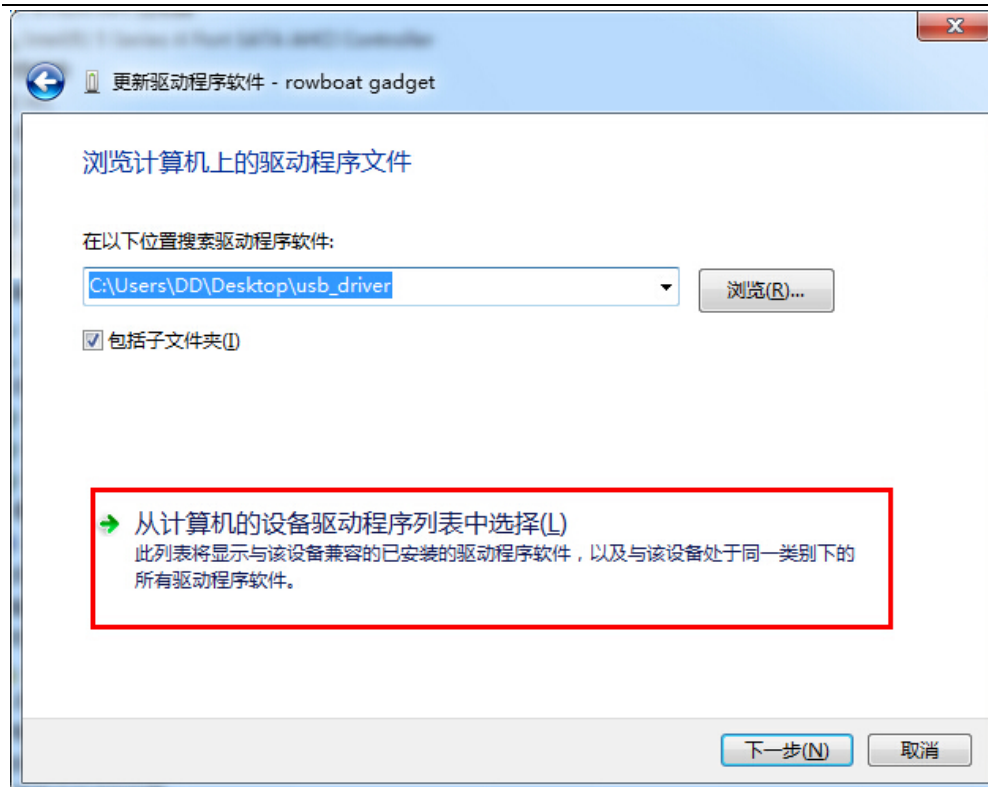 更新驱动程序软件 - rowboat gadget
浏览计算机上的驱动程序文件
在以下位置搜索驱动程序软件:
C:\Users\DD\Desktop\usb_driver
浏览(R)...
包括子文件夹(I)
从计算机的设备驱动程序列表中选择(L)
此列表将显示与该设备兼容的已安装的驱动程序软件，以及与该设备处于同一类别下的
所有驱动程序软件。
下一步(N)
取消